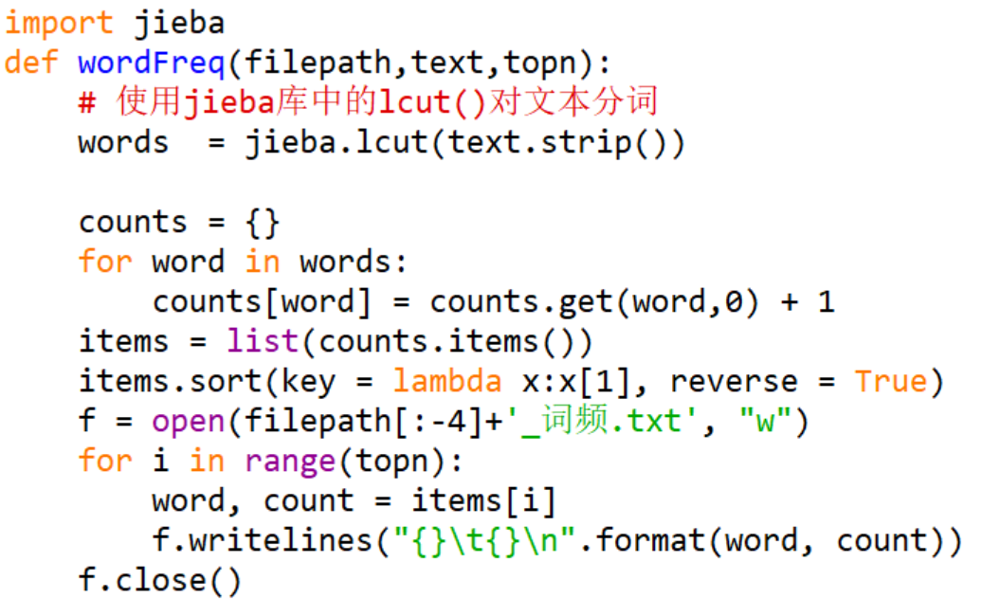 import jieba
def wordFreq(filepath,text,topn):
    # 使用jieba库中的lcut()对文本分词
    words  = jieba.lcut(text.strip())

    counts = {}
    for word in words:
        counts[word] = counts.get(word,0) + 1
    items = list(counts.items())
    items.sort(key = lambda x:x[1], reverse = True)
    f = open(filepath[:-4]+'_词频.txt', "w")
    for i in range(topn):
        word, count = items[i]
        f.writelines("{}\t{}\n".format(word, count))
    f.close()